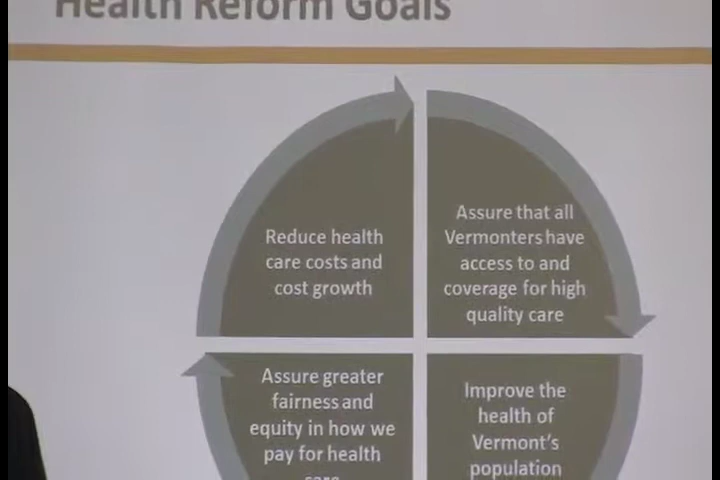 Health Reform Goals
Reduce health
care costs and
cost growth
Assure that all
Vermonters have
access to and
coverage for high
quality care
Assure greater
fairness and
equity in how we
pay for health
care
Improve the
health of
Vermont's
population